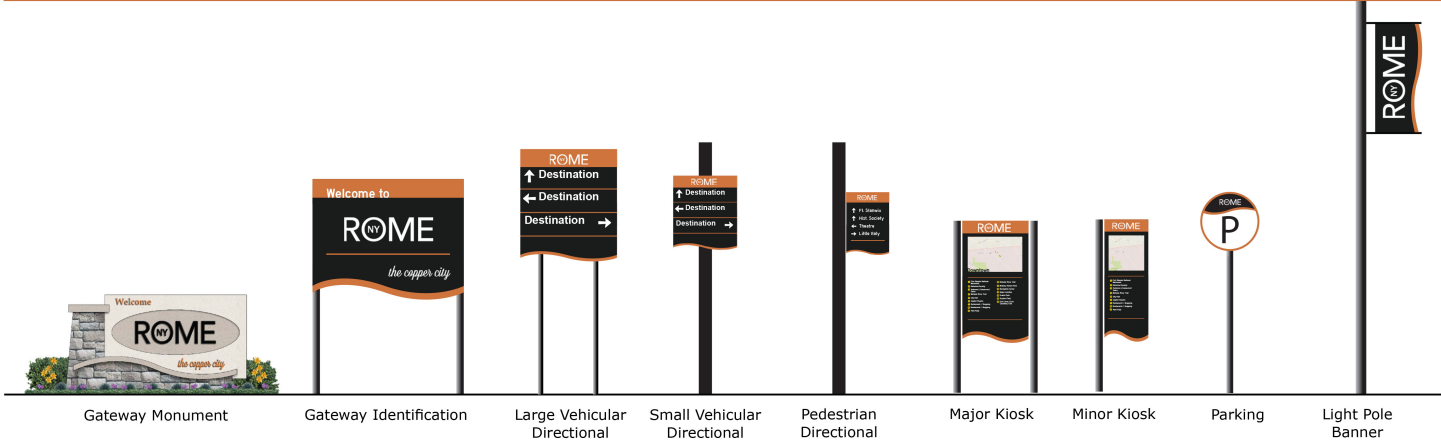 Welcome
ROME
NY
the copper city
Gateway Monument
Welcome to
ROME
NY
the copper city
Gateway Identification
ROME
NY
Destination
Destination
Destination
Large Vehicular
Directional
ROME
Destination
Destination
Destination
Small Vehicular
Directional
ROME
Ft. Stanwix
Hist. Society
Theatre
Little Italy
Pedestrian
Directional
ROME
Downtown
Major Kiosk
ROME
Minor Kiosk
ROME
P
Parking
ROME
NY
Light Pole
Banner